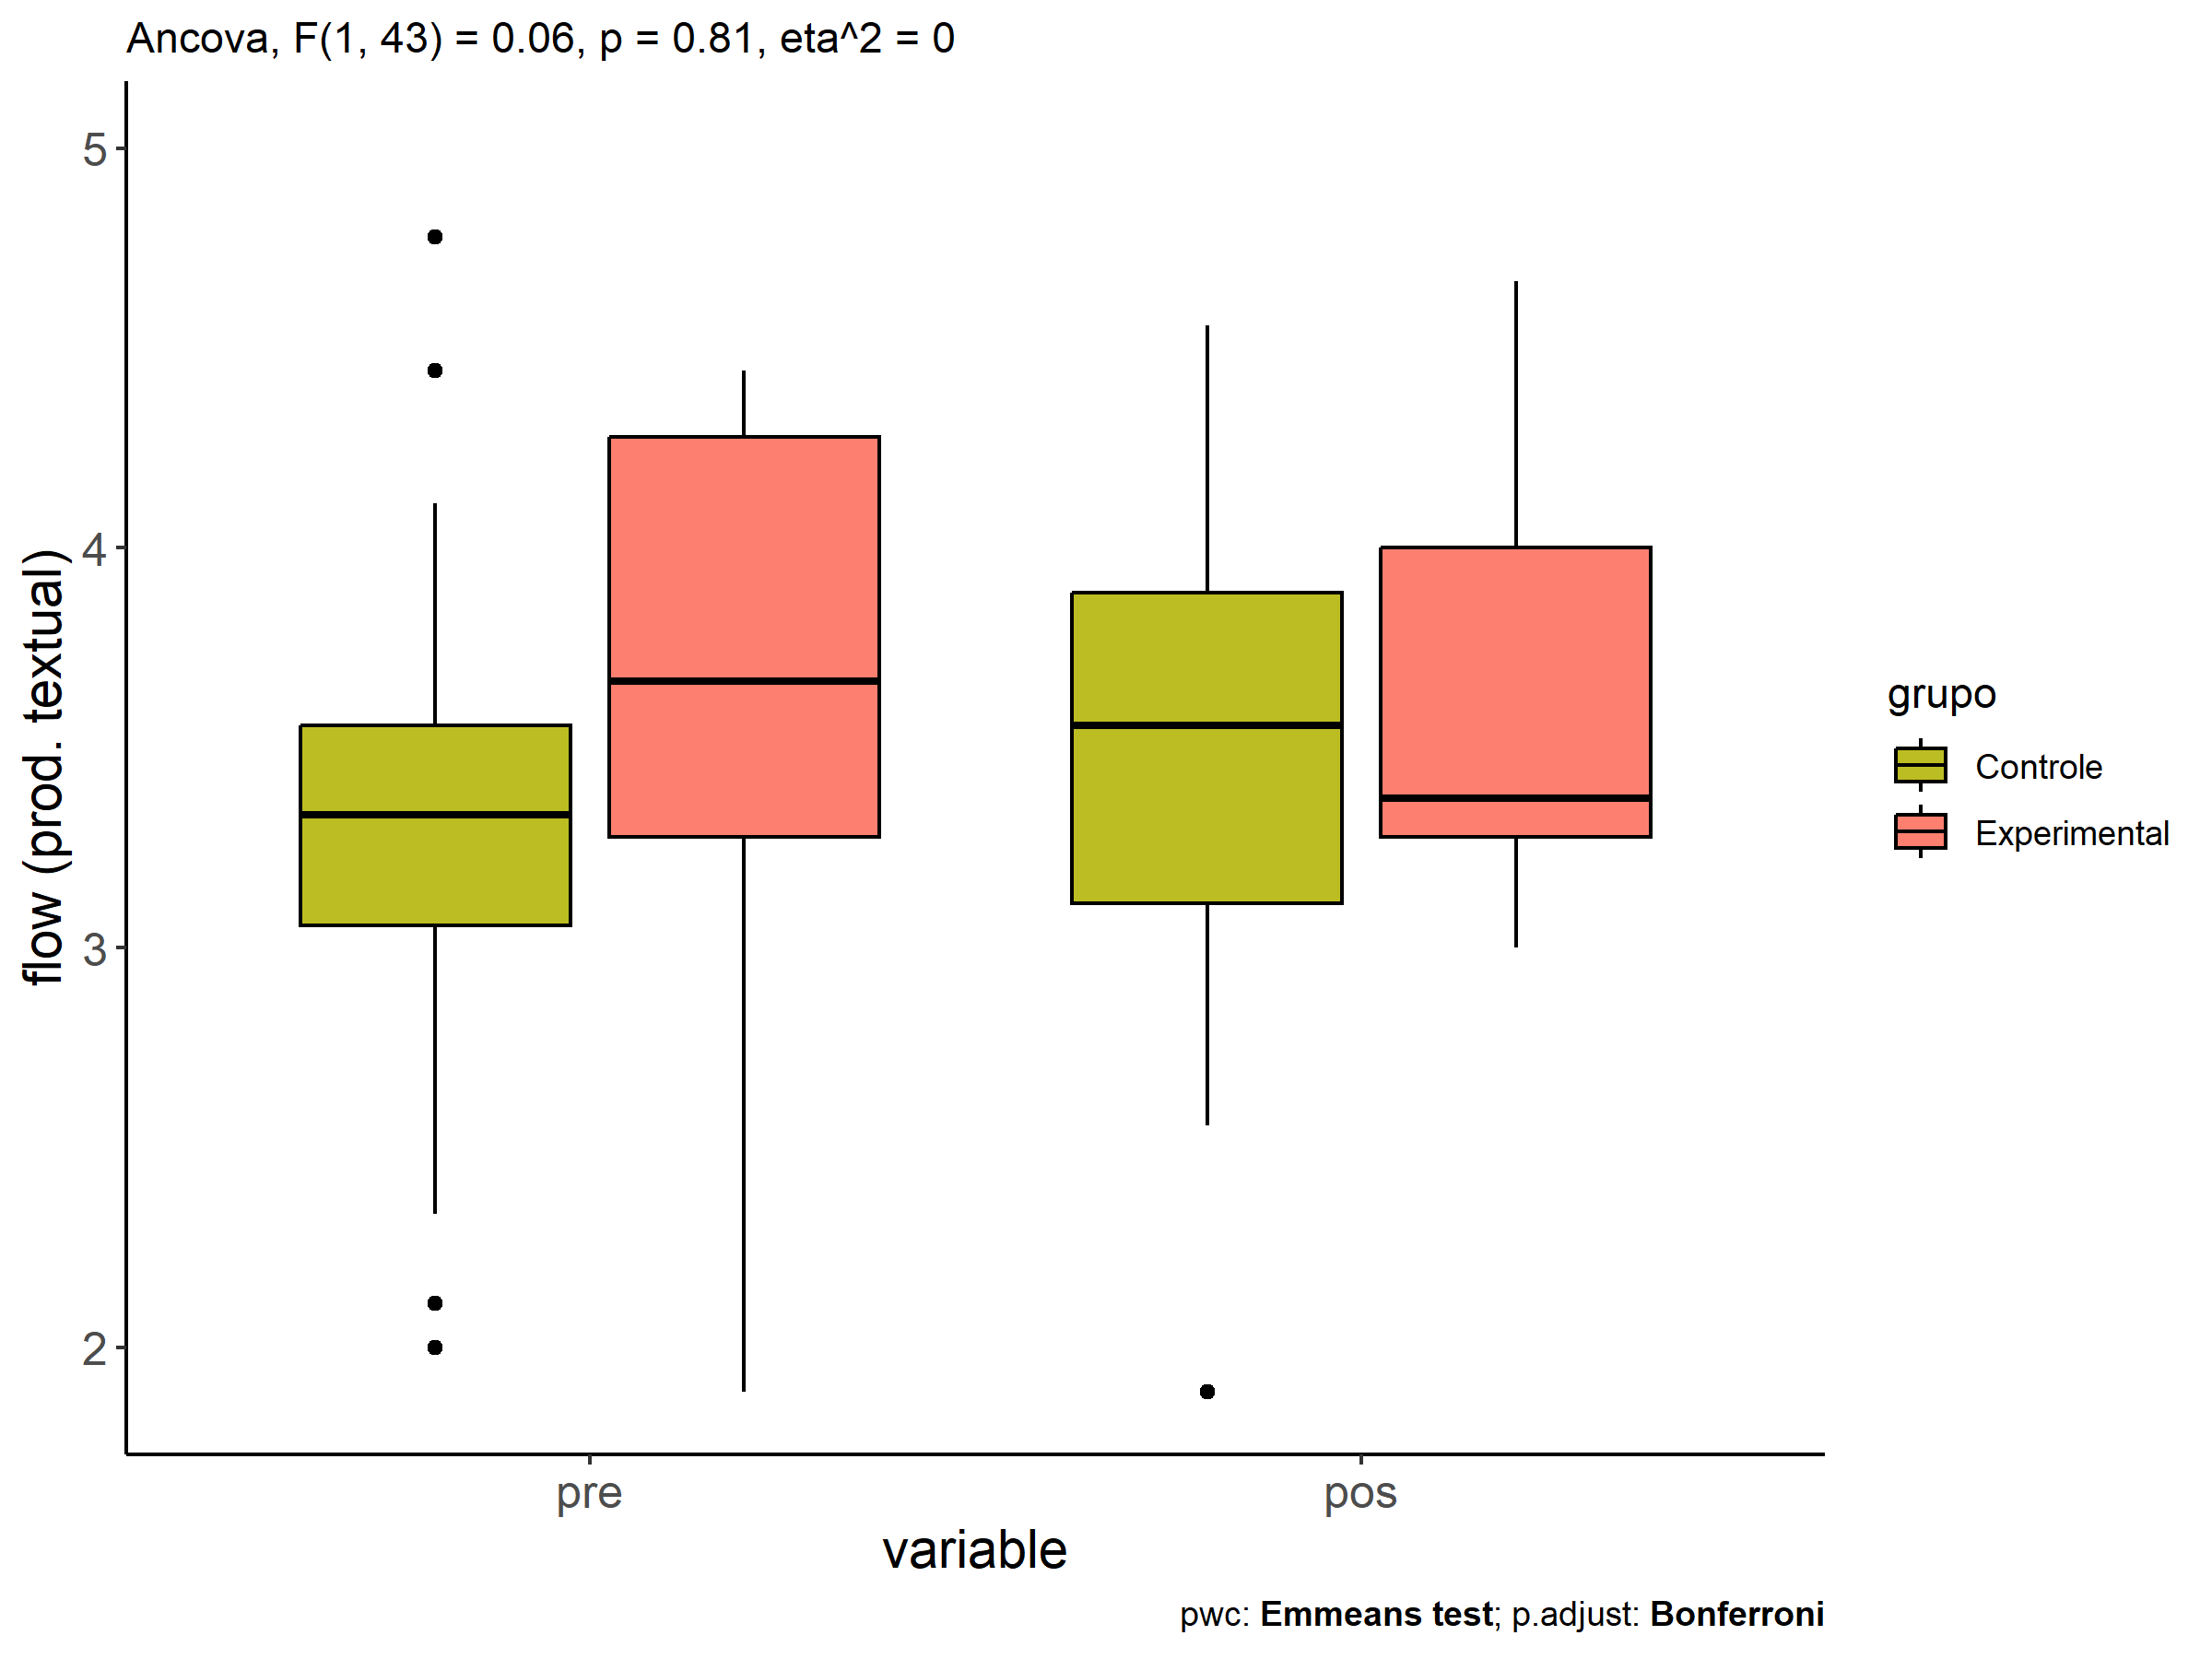 Ancova, F(1, 43) = 0.06, p = 0.81, eta^2 = 0
5
4
3
2
flow (prod. textual)
pre
pos
variable
grupo
Controle
Experimental
pwc: Emmeans test; p.adjust: Bonferroni